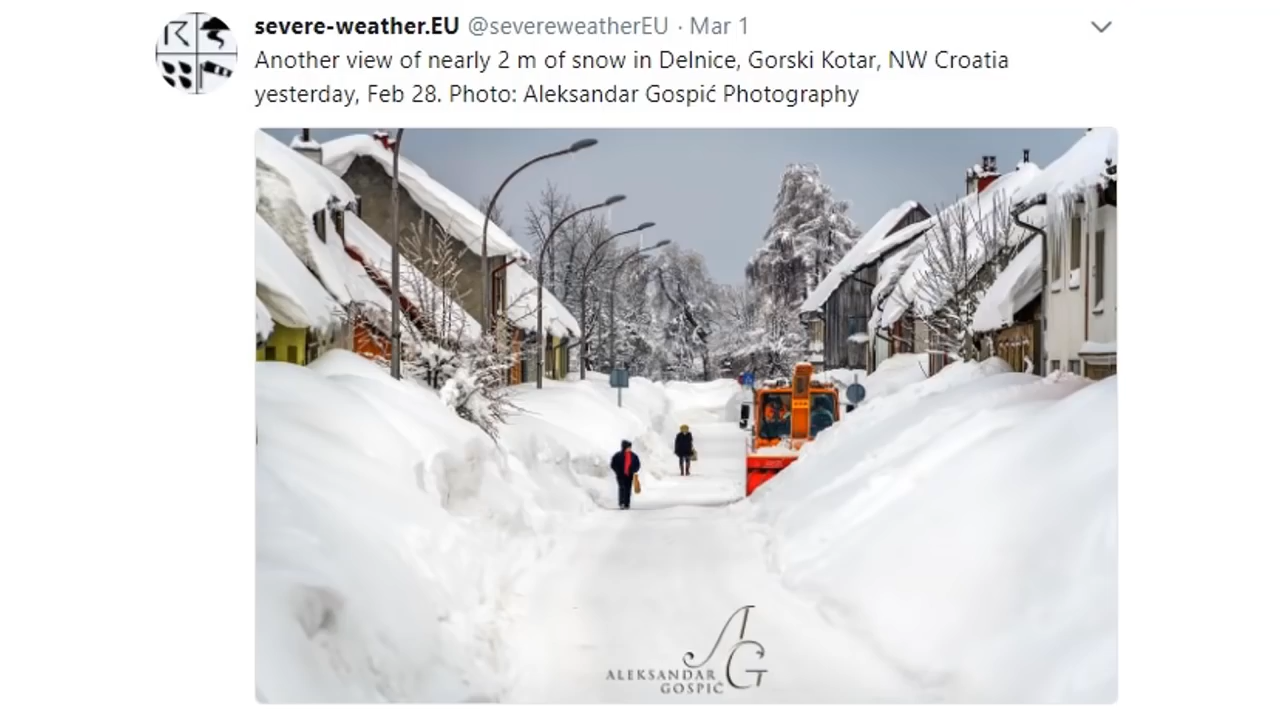 severe-weather.EU @severeweatherEU · Mar 1
Another view of nearly 2 m of snow in Delnice, Gorski Kotar, NW Croatia
yesterday, Feb 28. Photo: Aleksandar Gospić Photography
AG
ALEKSANDAR
GOSPIĆ